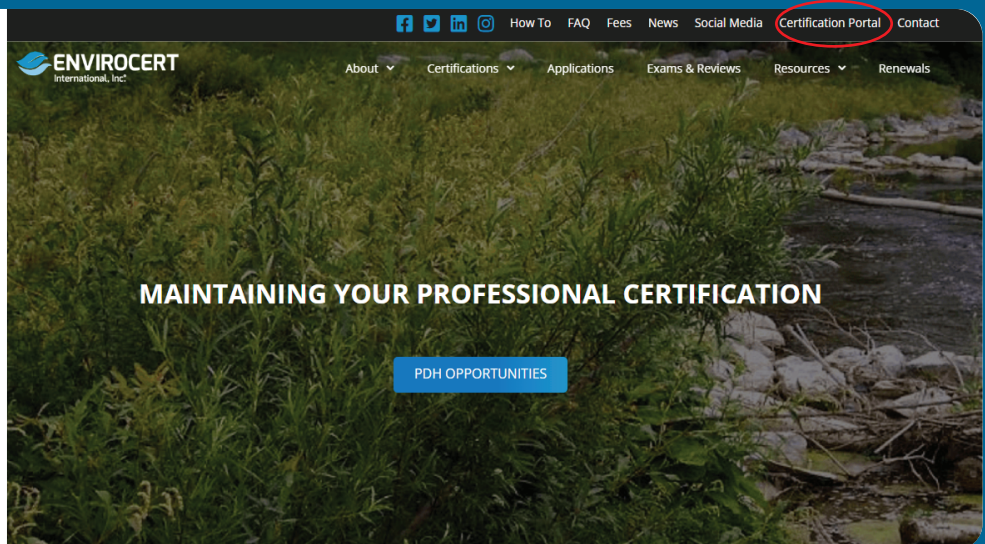 How To FAQ Fees News Social Media Certification Portal Contact
ENVIROCERT
International, Inc.®
About Certifications Applications Exams & Reviews Resources Renewals
MAINTAINING YOUR PROFESSIONAL CERTIFICATION
PDH OPPORTUNITIES